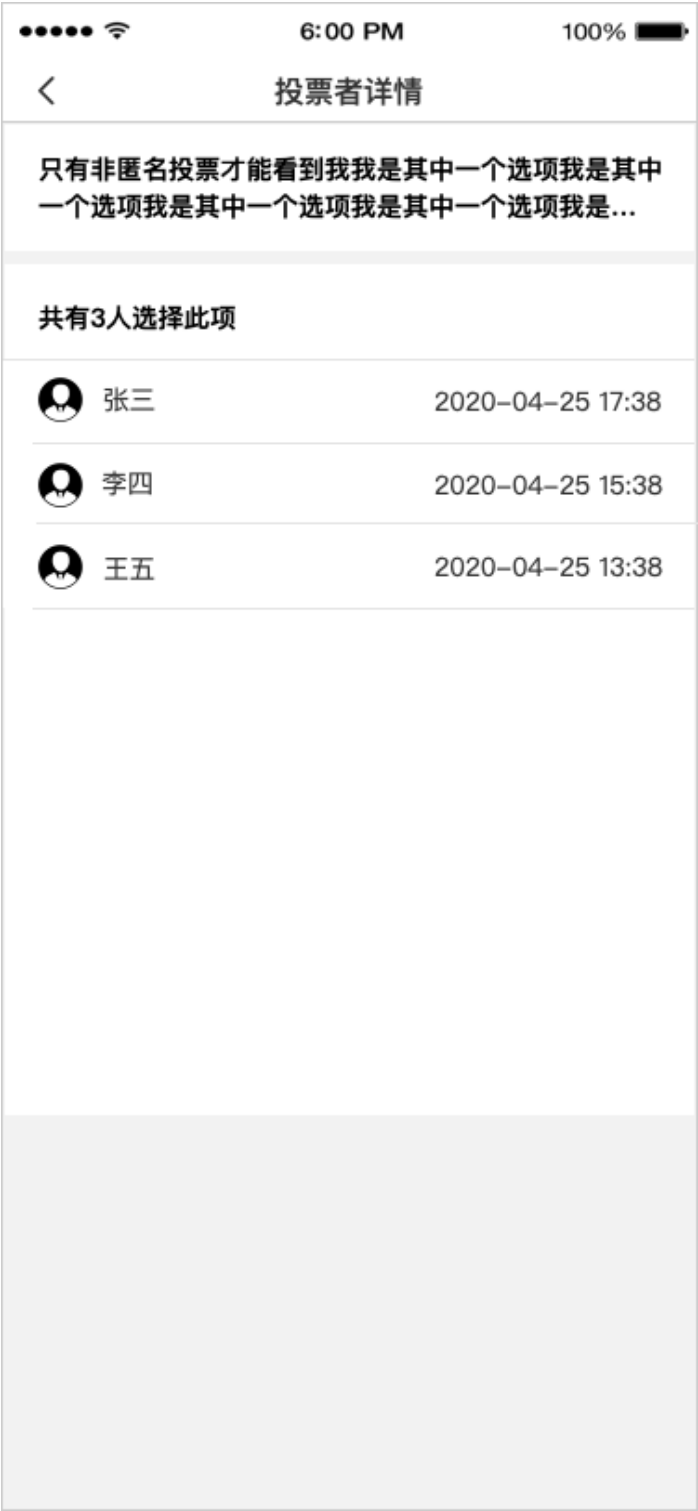 6:00 PM 100%
投票者详情
只有非匿名投票才能看到我我是其中一个选项我是其中
一个选项我是其中一个选项我是其中一个选项我是...
共有3人选择此项
张三 2020-04-25 17:38
李四 2020-04-25 15:38
王五 2020-04-25 13:38